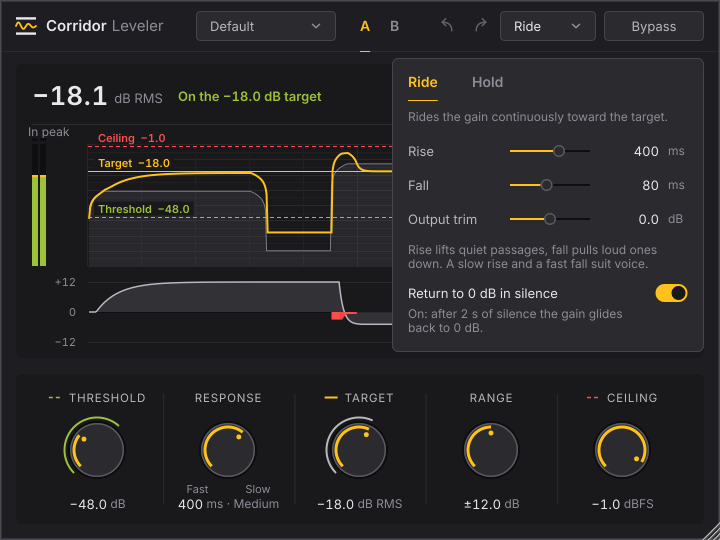 Corridor Leveler
Default
A
B
Ride
Bypass
−18.1 dB RMS
On the −18.0 dB target
In peak
Ceiling −1.0
Target −18.0
Threshold −48.0
+12
0
−12
Ride
Hold
Rides the gain continuously toward the target.
Rise 400 ms
Fall 80 ms
Output trim 0.0 dB
Rise lifts quiet passages, fall pulls loud ones
down. A slow rise and a fast fall suit voice.
Return to 0 dB in silence
On: after 2 s of silence the gain glides
back to 0 dB.
THRESHOLD
−48.0 dB
RESPONSE
Fast Slow
400 ms · Medium
TARGET
−18.0 dB RMS
RANGE
±12.0 dB
CEILING
−1.0 dBFS